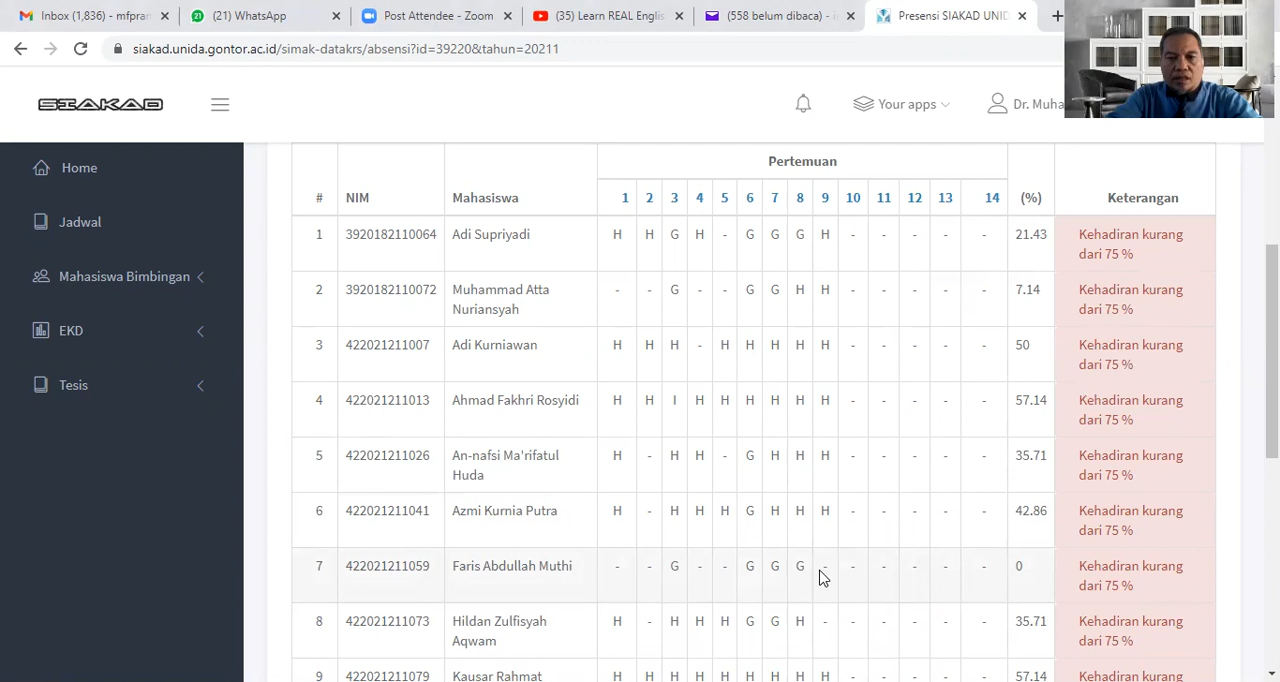 Inbox (1,836) - mfpran
(21) WhatsApp
Post Attendee - Zoom
(35) Learn REAL Englis
(558 belum dibaca) - i
Presensi SIAKAD UNID
siakad.unida.gontor.ac.id/simak-datakrs/absensi?id=39220&tahun=20211
SIAKAD
Your apps
Dr. Muha
Home
Jadwal
Mahasiswa Bimbingan
EKD
Tesis
Pertemuan
# NIM Mahasiswa 1 2 3 4 5 6 7 8 9 10 11 12 13 14 (%) Keterangan
1 3920182110064 Adi Supriyadi H H G H - G G G H - - - - - 21.43 Kehadiran kurang
dari 75 %
2 3920182110072 Muhammad Atta - - G - - G G H H - - - - - 7.14 Kehadiran kurang
Nuriansyah dari 75 %
3 422021211007 Adi Kurniawan H H H - H H H H H - - - - - 50 Kehadiran kurang
dari 75 %
4 422021211013 Ahmad Fakhri Rosyidi H H I H H H H H H - - - - - 57.14 Kehadiran kurang
dari 75 %
5 422021211026 An-nafsi Ma'rifatul H - H H - G H H H - - - - - 35.71 Kehadiran kurang
Huda dari 75 %
6 422021211041 Azmi Kurnia Putra H - H H H G H H H - - - - - 42.86 Kehadiran kurang
dari 75 %
7 422021211059 Faris Abdullah Muthi - - G - - G G G - - - - - - 0 Kehadiran kurang
dari 75 %
8 422021211073 Hildan Zulfisyah H - H H H G G H - - - - - - 35.71 Kehadiran kurang
Aqwam dari 75 %
9 422021211079 Kausar Rahmat H H H H H H H H H - - - - - 57.14 Kehadiran kurang